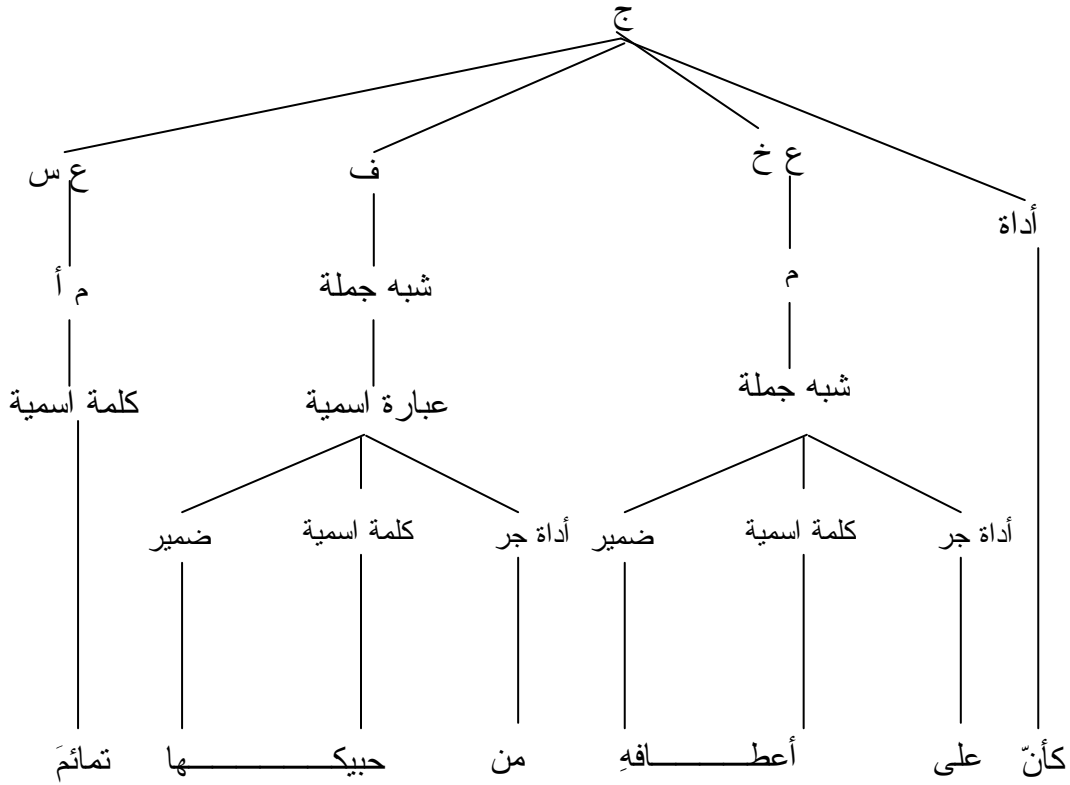 ج
ع خ ف ع س
أداة
م شبه جملة م أ
شبه جملة عبارة اسمية كلمة اسمية
أداة جر كلمة اسمية ضمير أداة جر كلمة اسمية ضمير
كأنّ على أعطـــــــافهِ من حبيكـــــــــــــها تمائمَ